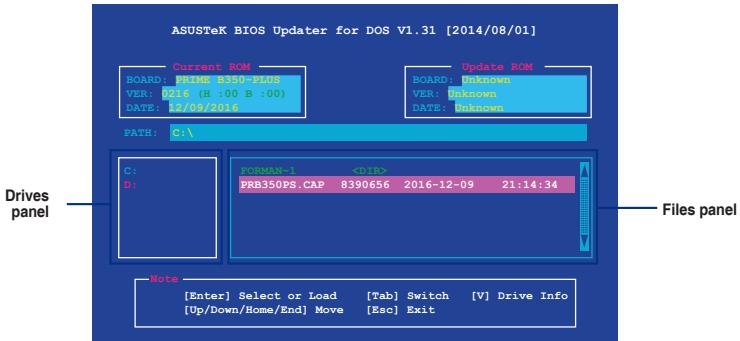 ASUSTeK BIOS Updater for DOS V1.31 [2014/08/01]
Current ROM
BOARD: PRIME B350-PLUS
VER: 0216 (H :00 B :00)
DATE: 12/09/2016
Update ROM
BOARD: Unknown
VER: Unknown
DATE: Unknown
PATH: C:\
C:
D:
FORMAN~1 <DIR>
PRB350PS.CAP 8390656 2016-12-09 21:14:34
Drives panel
Files panel
Note
[Enter] Select or Load [Tab] Switch [V] Drive Info
[Up/Down/Home/End] Move [Esc] Exit